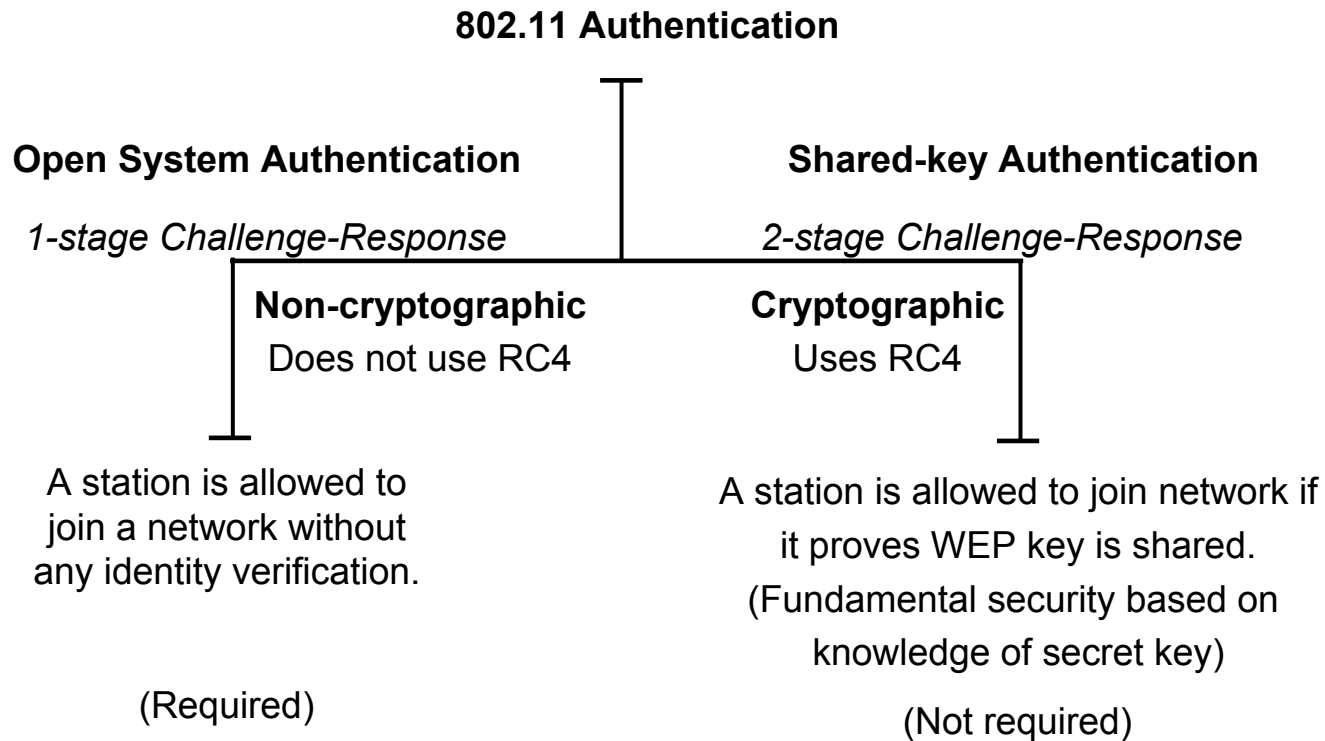 802.11 Authentication
Open System Authentication
1-stage Challenge-Response
Non-cryptographic
Does not use RC4
A station is allowed to
join a network without
any identity verification.
(Required)
Shared-key Authentication
2-stage Challenge-Response
Cryptographic
Uses RC4
A station is allowed to join network if
it proves WEP key is shared.
(Fundamental security based on
knowledge of secret key)
(Not required)